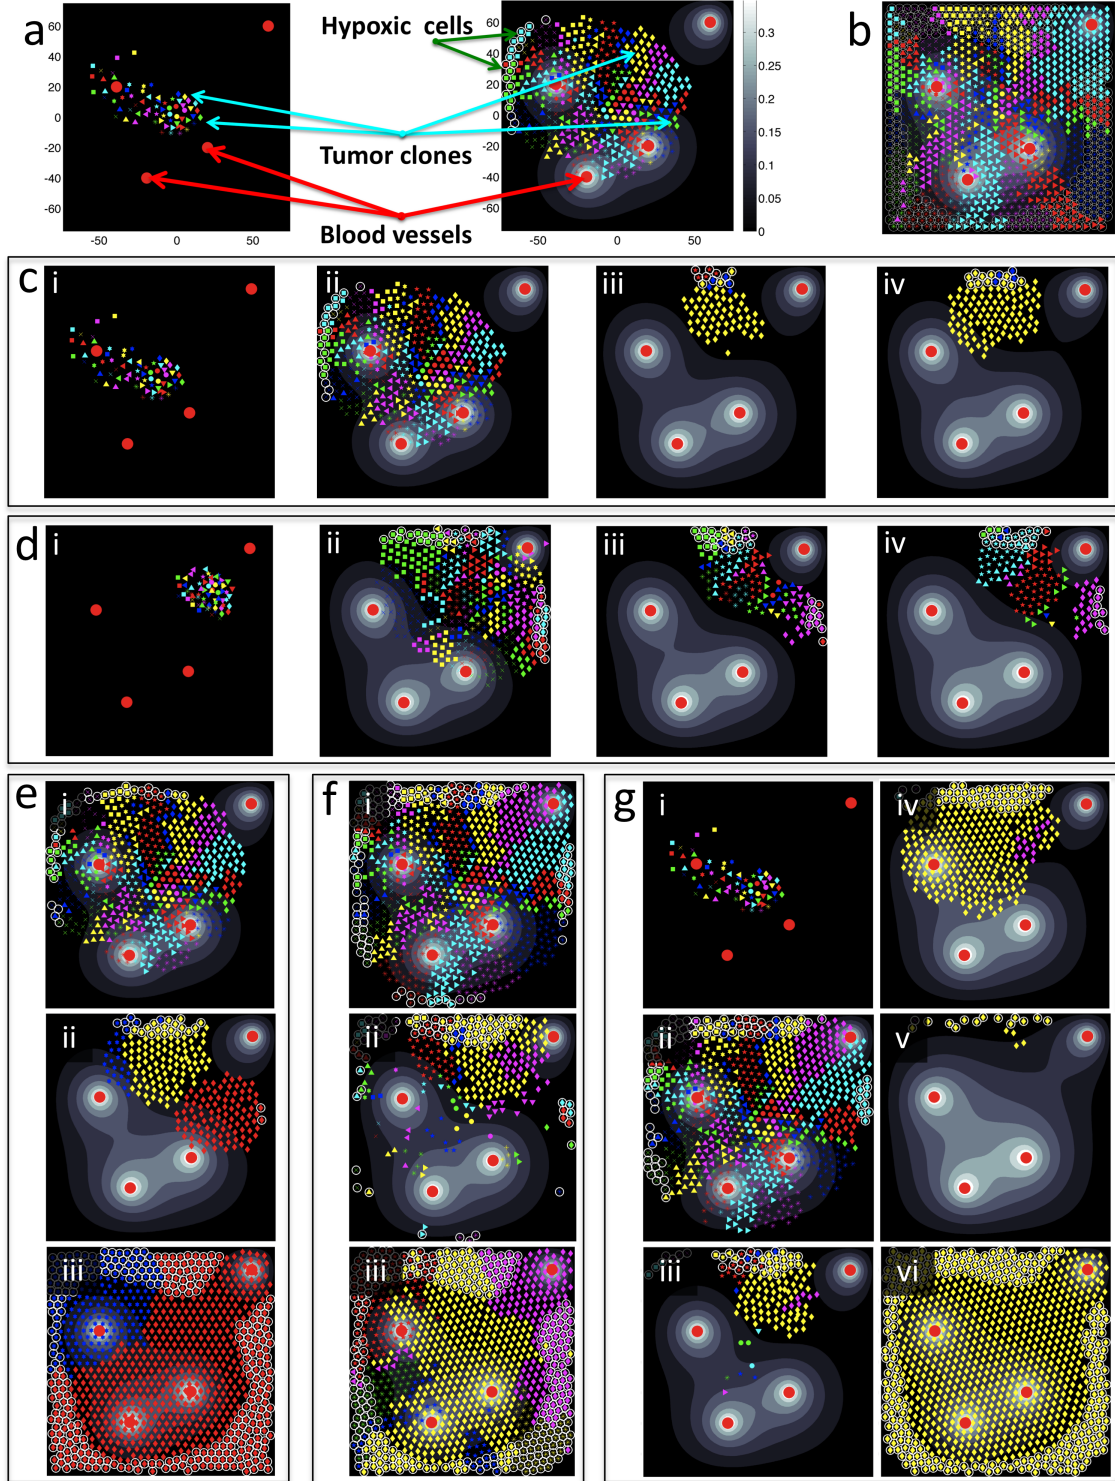 a
60
40
20
0
-20
-40
-60
-50
0
50
Hypoxic cells
Tumor clones
Blood vessels
60
40
20
0
-20
-40
-60
-50
0
50
0.3
0.25
0.2
0.15
0.1
0.05
0
b
c
i
ii
iii
iv
d
i
ii
iii
iv
e
i
ii
iii
f
i
ii
iii
g
i
iv
ii
v
iii
vi